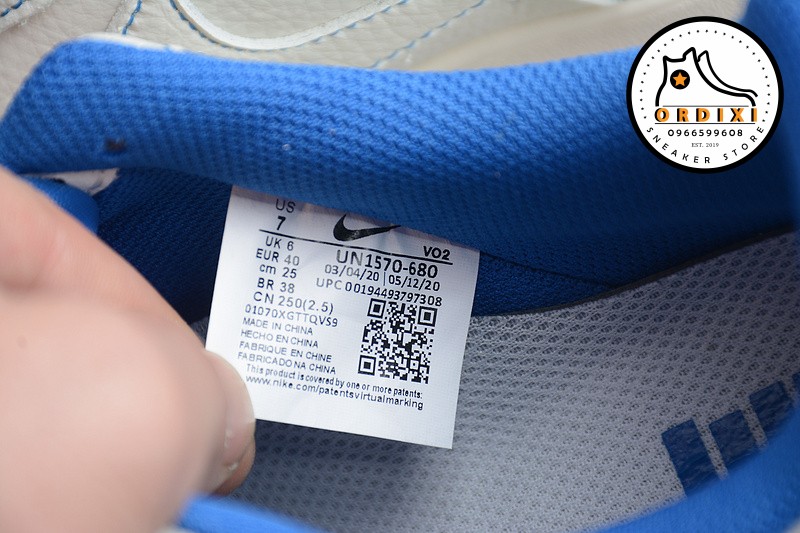 ORDIXI
0966599608
EST. 2019
SNEAKER STORE
US
7
VO2
UK 6
UN1570-680
EUR 40
03/04/20 05/12/20
cm 25
UPC 00194493797308
BR 38
CN 250(2.5)
01070XGTTQVS9
MADE IN CHINA
HECHO EN CHINA
FABRIQUE EN CHINE
FABRICADO NA CHINA
This product is covered by one or more patents:
www.nike.com/patentsvirtualmarking